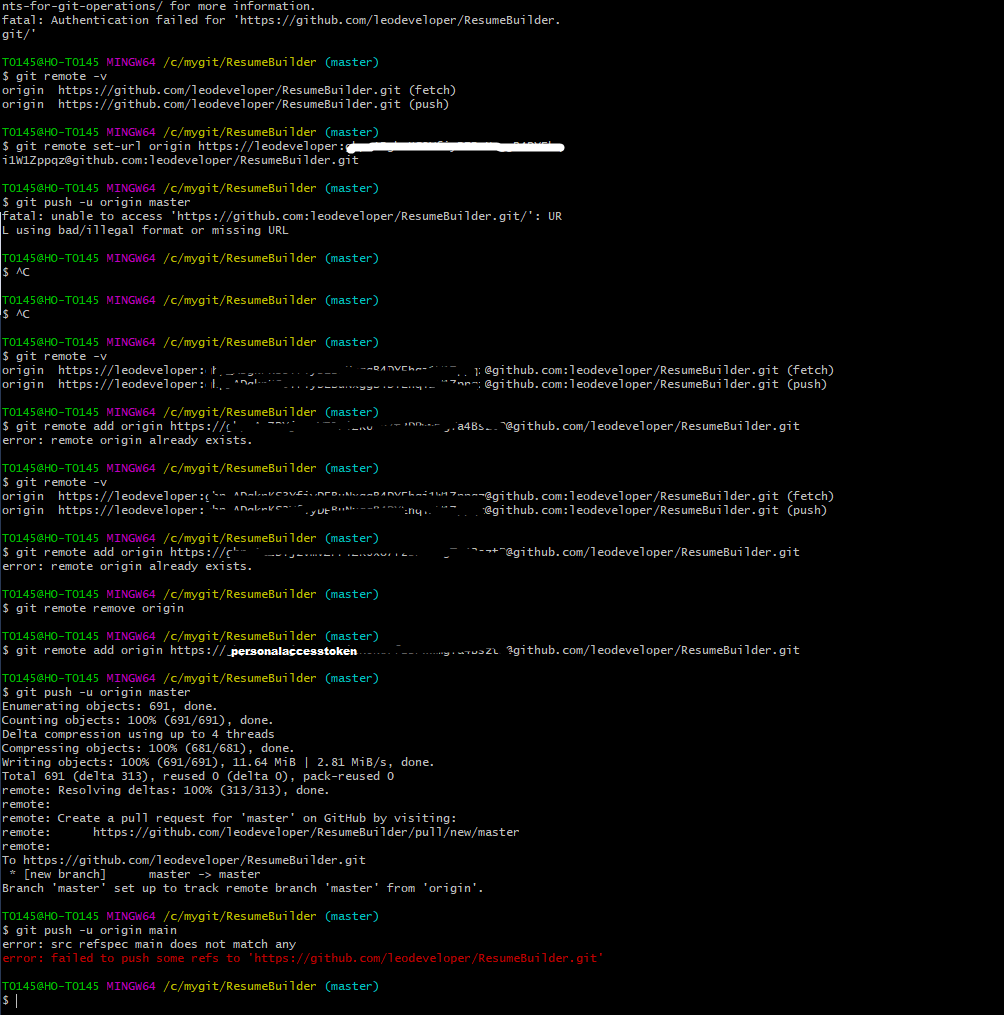 nts-for-git-operations/ for more information.
fatal: Authentication failed for 'https://github.com/leodeveloper/ResumeBuilder.
git/'
T0145@HO-T0145 MINGW64 /c/mygit/ResumeBuilder (master)
$ git remote -v
origin https://github.com/leodeveloper/ResumeBuilder.git (fetch)
origin https://github.com/leodeveloper/ResumeBuilder.git (push)
T0145@HO-T0145 MINGW64 /c/mygit/ResumeBuilder (master)
$ git remote set-url origin https://leodeveloper:
@github.com:leodeveloper/ResumeBuilder.git
T0145@HO-T0145 MINGW64 /c/mygit/ResumeBuilder (master)
$ git push -u origin master
fatal: unable to access 'https://github.com:leodeveloper/ResumeBuilder.git/': UR
L using bad/illegal format or missing URL
T0145@HO-T0145 MINGW64 /c/mygit/ResumeBuilder (master)
$ ^C
T0145@HO-T0145 MINGW64 /c/mygit/ResumeBuilder (master)
$ ^C
T0145@HO-T0145 MINGW64 /c/mygit/ResumeBuilder (master)
$ git remote -v
origin https://leodeveloper: @github.com:leodeveloper/ResumeBuilder.git (fetch)
origin https://leodeveloper: @github.com:leodeveloper/ResumeBuilder.git (push)
T0145@HO-T0145 MINGW64 /c/mygit/ResumeBuilder (master)
$ git remote add origin https:// @github.com/leodeveloper/ResumeBuilder.git
error: remote origin already exists.
T0145@HO-T0145 MINGW64 /c/mygit/ResumeBuilder (master)
$ git remote -v
origin https://leodeveloper: @github.com:leodeveloper/ResumeBuilder.git (fetch)
origin https://leodeveloper: @github.com:leodeveloper/ResumeBuilder.git (push)
T0145@HO-T0145 MINGW64 /c/mygit/ResumeBuilder (master)
$ git remote add origin https:// @github.com/leodeveloper/ResumeBuilder.git
error: remote origin already exists.
T0145@HO-T0145 MINGW64 /c/mygit/ResumeBuilder (master)
$ git remote remove origin
T0145@HO-T0145 MINGW64 /c/mygit/ResumeBuilder (master)
$ git remote add origin https:// personalaccesstoken @github.com/leodeveloper/ResumeBuilder.git
T0145@HO-T0145 MINGW64 /c/mygit/ResumeBuilder (master)
$ git push -u origin master
Enumerating objects: 691, done.
Counting objects: 100% (691/691), done.
Delta compression using up to 4 threads
Compressing objects: 100% (681/681), done.
Writing objects: 100% (691/691), 11.64 MiB | 2.81 MiB/s, done.
Total 691 (delta 313), reused 0 (delta 0), pack-reused 0
remote: Resolving deltas: 100% (313/313), done.
remote:
remote: Create a pull request for 'master' on GitHub by visiting:
remote: https://github.com/leodeveloper/ResumeBuilder/pull/new/master
remote:
To https://github.com/leodeveloper/ResumeBuilder.git
* [new branch] master -> master
Branch 'master' set up to track remote branch 'master' from 'origin'.
T0145@HO-T0145 MINGW64 /c/mygit/ResumeBuilder (master)
$ git push -u origin main
error: src refspec main does not match any
error: failed to push some refs to 'https://github.com/leodeveloper/ResumeBuilder.git'
T0145@HO-T0145 MINGW64 /c/mygit/ResumeBuilder (master)
$